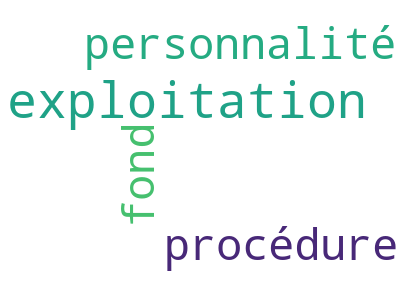 personnalité
exploitation
fond
procédure